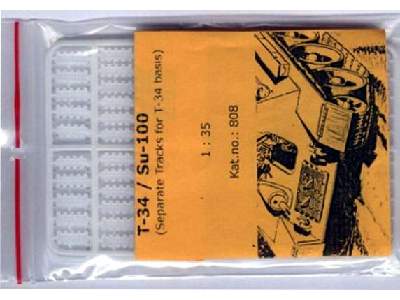 T-34 / Su-100
(Separate Tracks for T-34 basis)
1 : 35
Kat.no.: 808